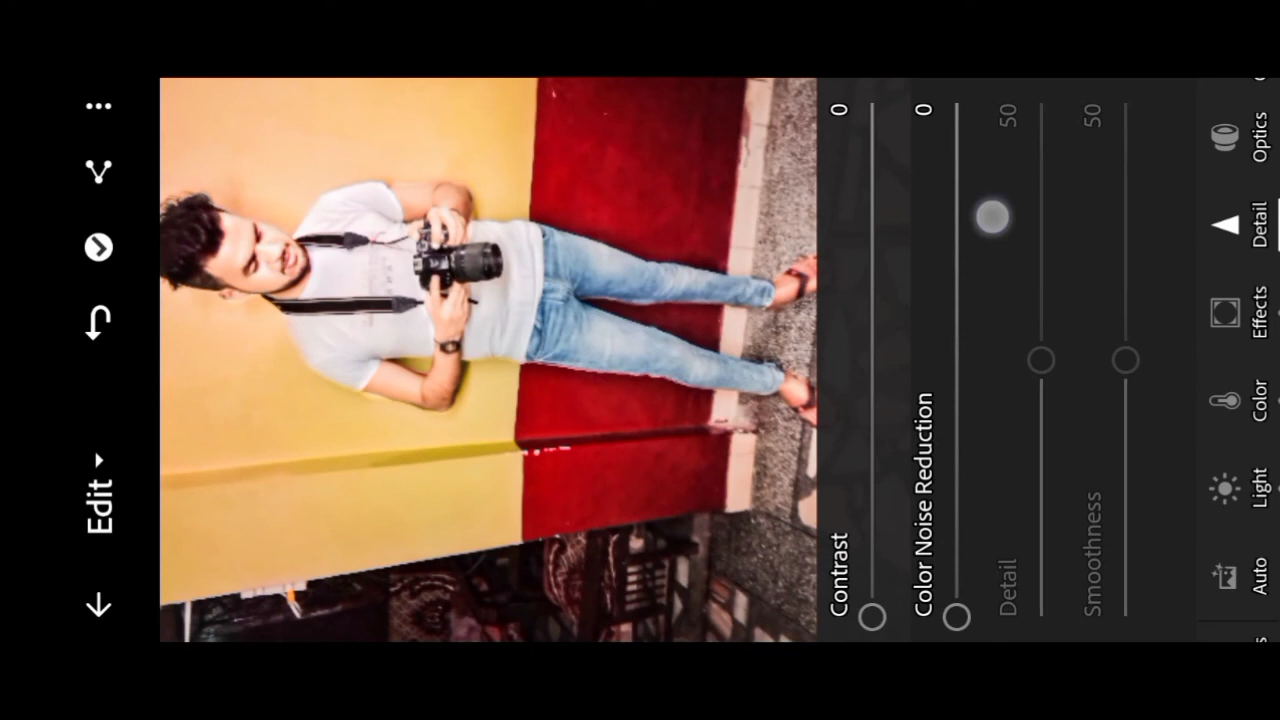 Edit
Contrast
0
Color Noise Reduction
0
Detail
50
Smoothness
50
Auto
Light
Color
Effects
Detail
Optics